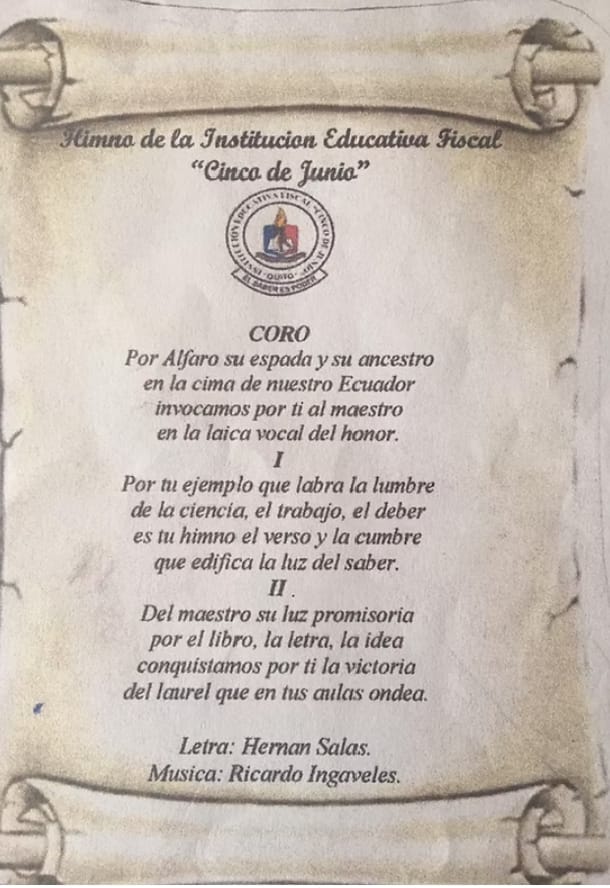 Himno de la Institucion Educativa Fiscal
“Cinco de Junio”
INSTITUCION EDUCATIVA FISCAL "CINCO DE JUNIO"
-QUITO-
EL SABER ES PODER
CORO
Por Alfaro su espada y su ancestro
en la cima de nuestro Ecuador
invocamos por ti al maestro
en la laica vocal del honor.
I
Por tu ejemplo que labra la lumbre
de la ciencia, el trabajo, el deber
es tu himno el verso y la cumbre
que edifica la luz del saber.
II .
Del maestro su luz promisoria
por el libro, la letra, la idea
conquistamos por ti la victoria
del laurel que en tus aulas ondea.
Letra: Hernan Salas.
Musica: Ricardo Ingaveles.